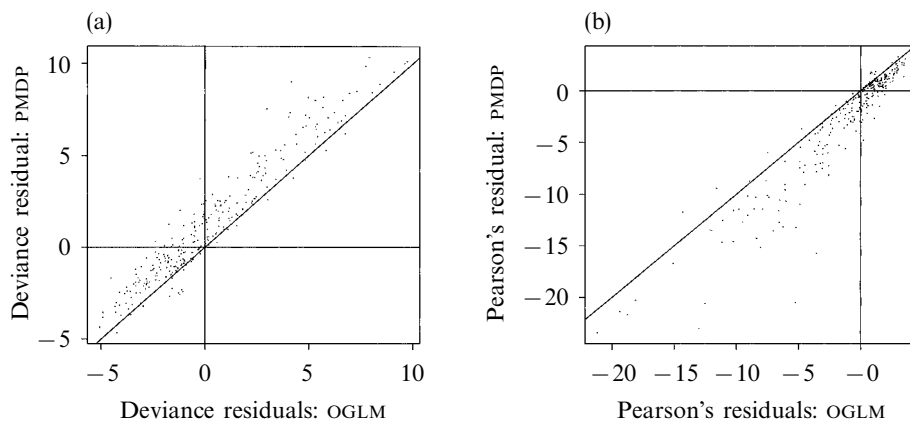 (a)
10
5
0
−5
Deviance residual: PMDP
−5 0 5 10
Deviance residuals: OGLM
(b)
0
−5
−10
−15
−20
Pearson's residual: PMDP
−20 −15 −10 −5 −0
Pearson's residuals: OGLM